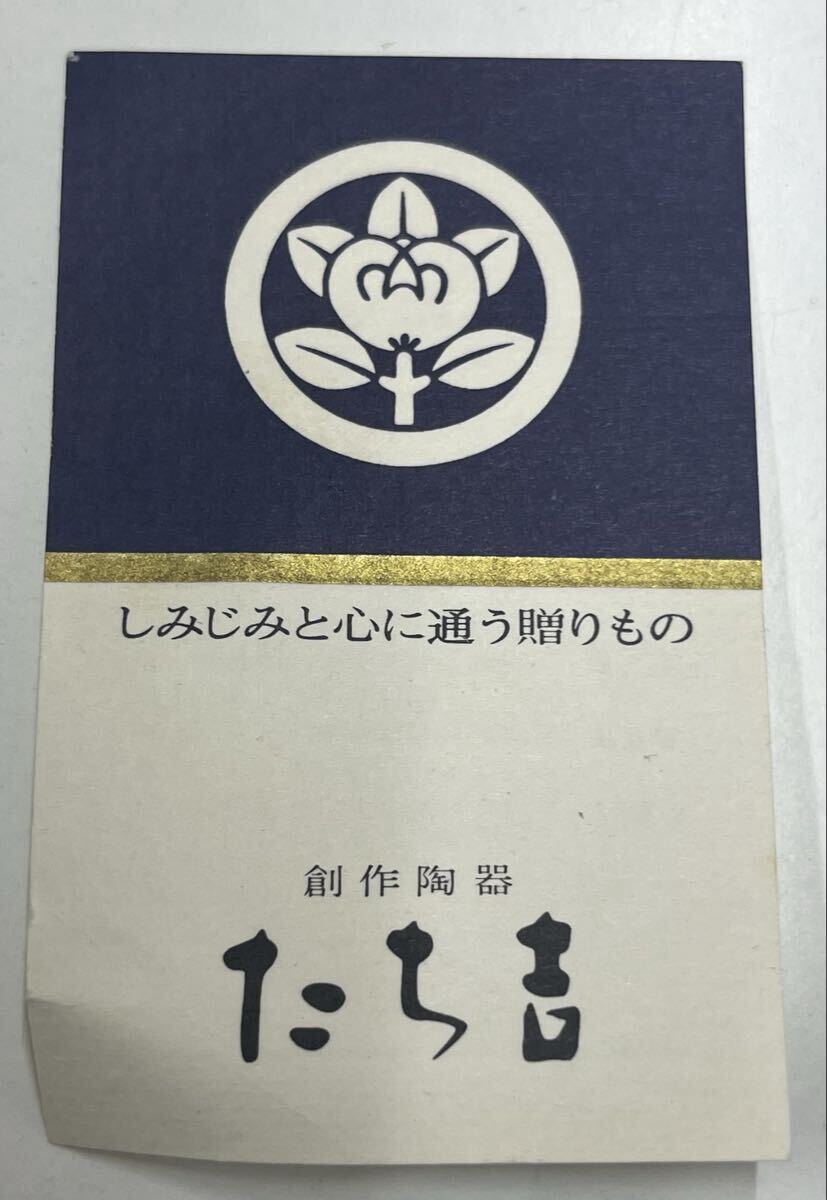 しみじみと心に通う贈りもの
創作陶器
たち吉